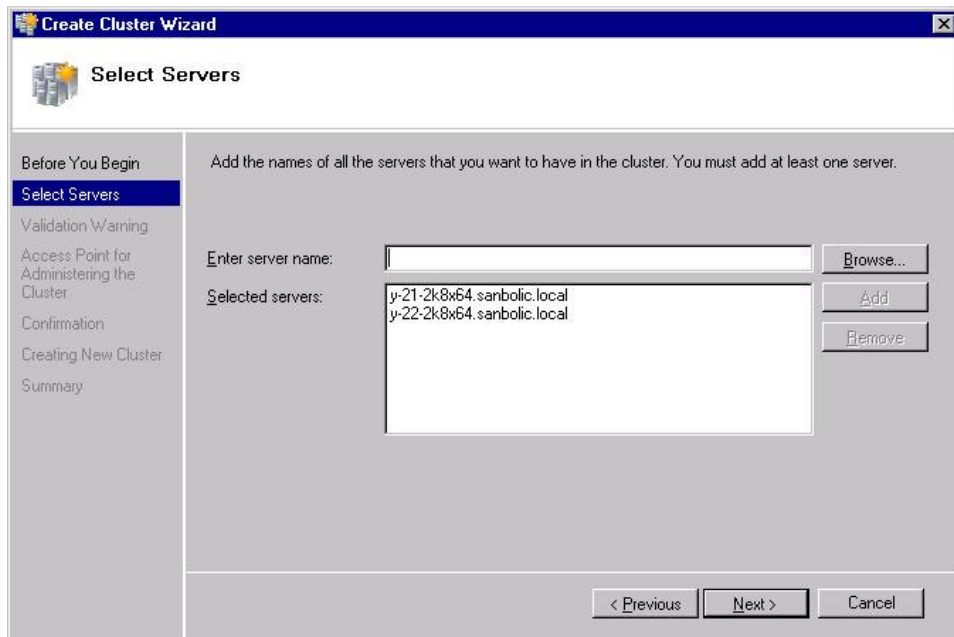 Create Cluster Wizard
Select Servers
Before You Begin
Select Servers
Validation Warning
Access Point for
Administering the
Cluster
Confirmation
Creating New Cluster
Summary
Add the names of all the servers that you want to have in the cluster. You must add at least one server.
Enter server name:
Browse...
Selected servers:
y-21-2k8x64.sanbolic.local
y-22-2k8x64.sanbolic.local
Add
Remove
< Previous
Next >
Cancel